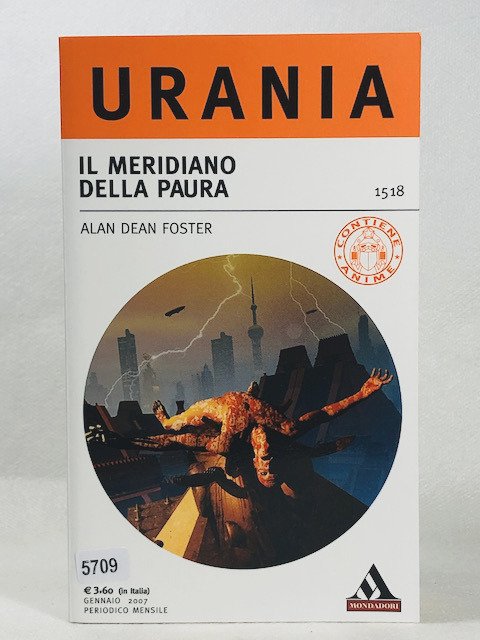 URANIA
IL MERIDIANO
DELLA PAURA
1518
ALAN DEAN FOSTER
CONTIENE
ANIME
5709
€ 3.60 (in Italia)
GENNAIO 2007
PERIODICO MENSILE
MONDADORI